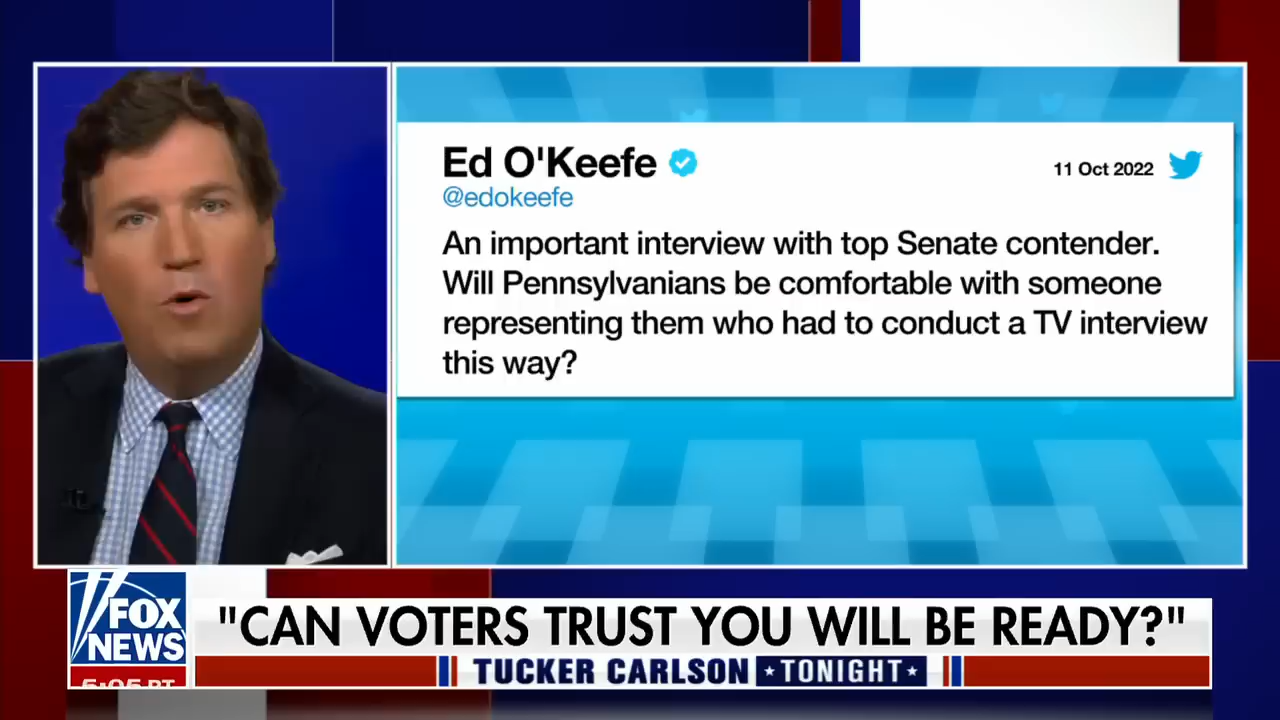 Ed O'Keefe
@edokeefe
11 Oct 2022
An important interview with top Senate contender.
Will Pennsylvanians be comfortable with someone
representing them who had to conduct a TV interview
this way?
FOX
NEWS
"CAN VOTERS TRUST YOU WILL BE READY?"
TUCKER CARLSON TONIGHT